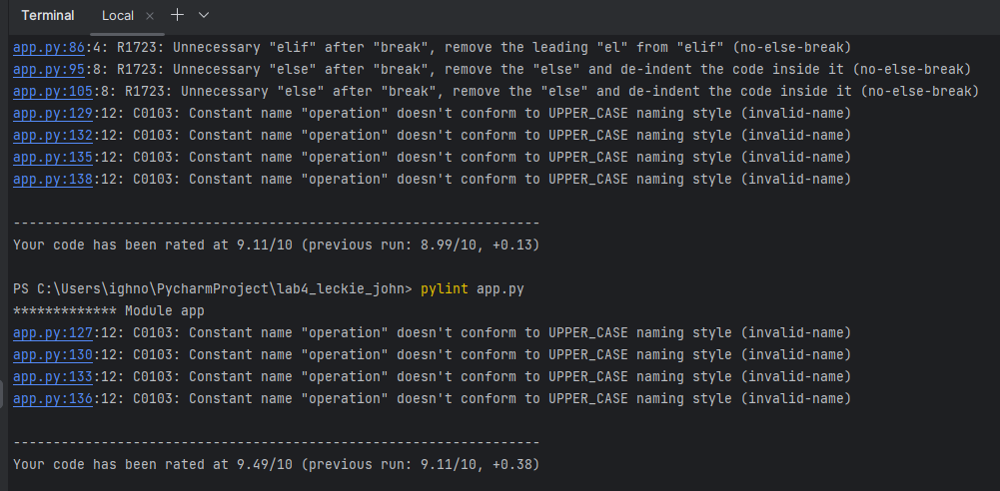 Terminal Local × +
app.py:86:4: R1723: Unnecessary "elif" after "break", remove the leading "el" from "elif" (no-else-break)
app.py:95:8: R1723: Unnecessary "else" after "break", remove the "else" and de-indent the code inside it (no-else-break)
app.py:105:8: R1723: Unnecessary "else" after "break", remove the "else" and de-indent the code inside it (no-else-break)
app.py:129:12: C0103: Constant name "operation" doesn't conform to UPPER_CASE naming style (invalid-name)
app.py:132:12: C0103: Constant name "operation" doesn't conform to UPPER_CASE naming style (invalid-name)
app.py:135:12: C0103: Constant name "operation" doesn't conform to UPPER_CASE naming style (invalid-name)
app.py:138:12: C0103: Constant name "operation" doesn't conform to UPPER_CASE naming style (invalid-name)
------------------------------------------------------------------
Your code has been rated at 9.11/10 (previous run: 8.99/10, +0.13)
PS C:\Users\ighno\PycharmProject\lab4_leckie_john> pylint app.py
************* Module app
app.py:127:12: C0103: Constant name "operation" doesn't conform to UPPER_CASE naming style (invalid-name)
app.py:130:12: C0103: Constant name "operation" doesn't conform to UPPER_CASE naming style (invalid-name)
app.py:133:12: C0103: Constant name "operation" doesn't conform to UPPER_CASE naming style (invalid-name)
app.py:136:12: C0103: Constant name "operation" doesn't conform to UPPER_CASE naming style (invalid-name)
------------------------------------------------------------------
Your code has been rated at 9.49/10 (previous run: 9.11/10, +0.38)